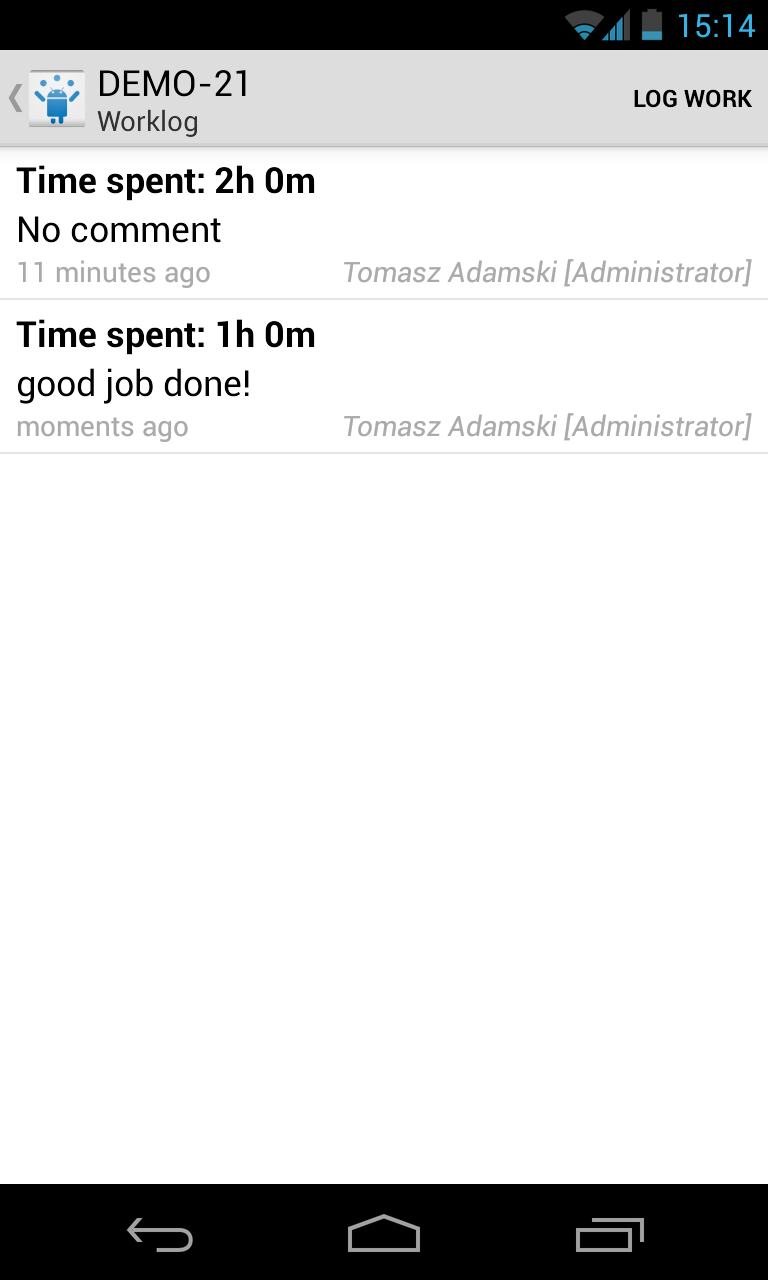 15:14
DEMO-21
Worklog
LOG WORK
Time spent: 2h 0m
No comment
11 minutes ago Tomasz Adamski [Administrator]
Time spent: 1h 0m
good job done!
moments ago Tomasz Adamski [Administrator]